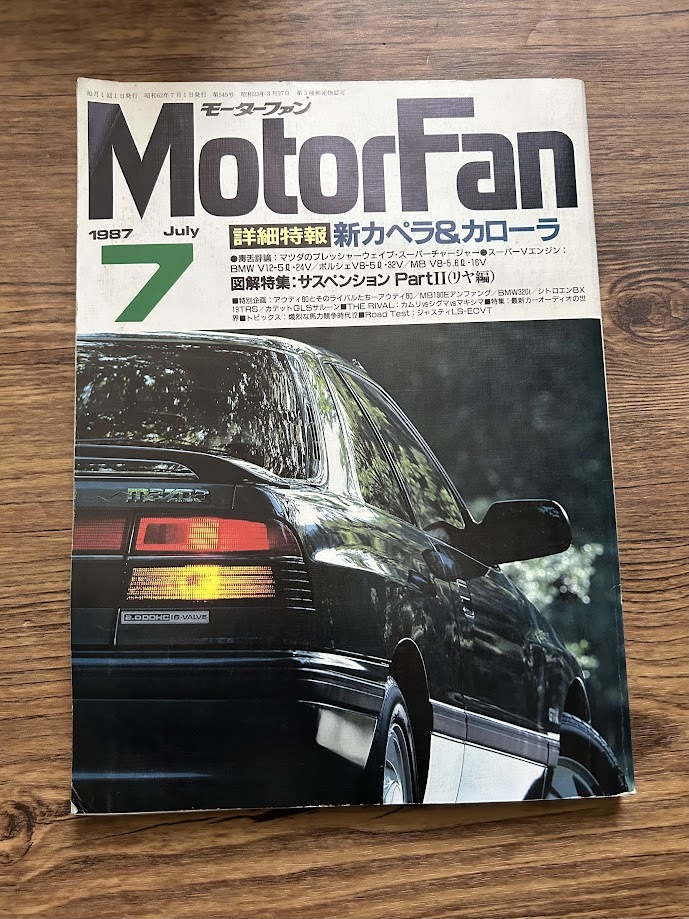 毎月1回1日発行 昭和62年7月1日発行 第545号 昭和23年3月27日 第3種郵便物認可
モーターファン
MotorFan
1987 July
7
詳細特報 新カペラ&カローラ
●毒舌評論:マツダのプレッシャーウェイブ・スーパーチャージャー●スーパーVエンジン:
BMW V12-5ℓ・24V/ポルシェV8-5ℓ・32V/MB V8-5.6ℓ・16V
図解特集:サスペンション PartII(リヤ編)
■特別企画:アウディ80とそのライバルたち―アウディ80/MB190Eアンファング/BMW320i/シトロエンBX
19TRS/カデットGLSサルーン■THE RIVAL:カムリvsシグマvsマキシマ■特集:最新カーオーディオの世
界■トピックス:熾烈な馬力競争時代!?■Road Test:ジャスティLS-ECVT
mazda
2.0 DOHC 16-VALVE